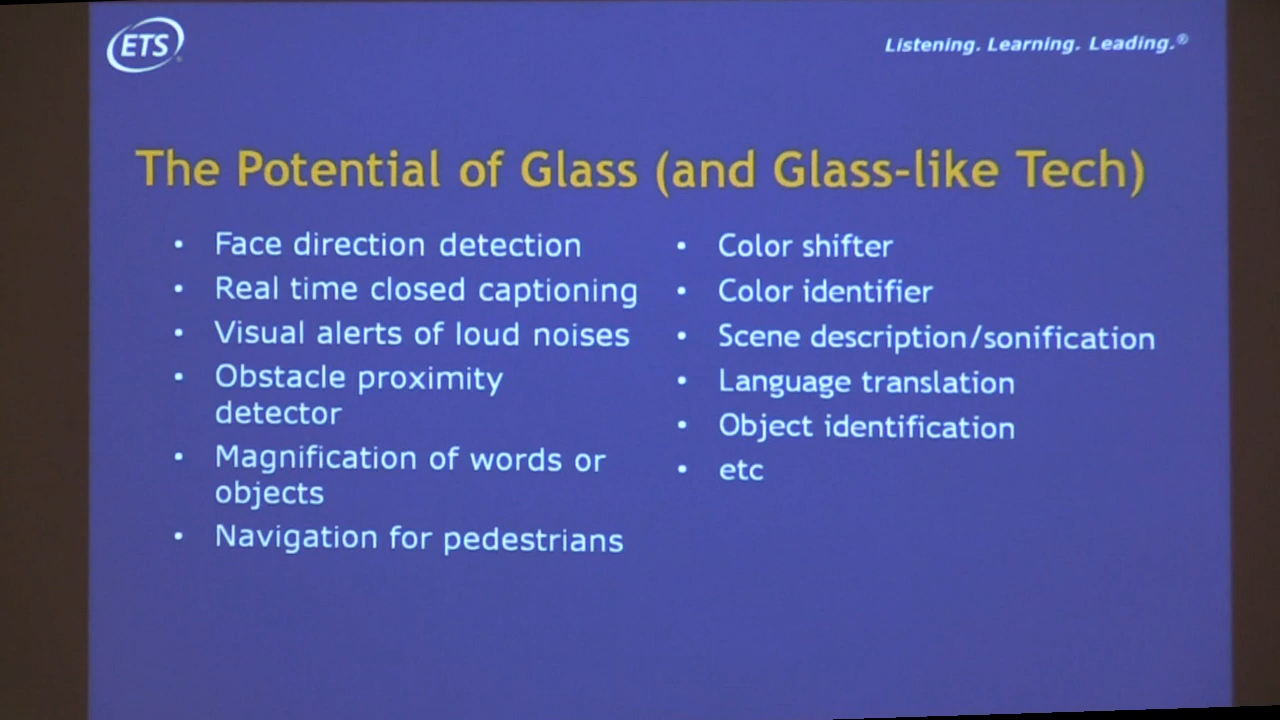 ETS
Listening. Learning. Leading.®
The Potential of Glass (and Glass-like Tech)
• Face direction detection
• Real time closed captioning
• Visual alerts of loud noises
• Obstacle proximity
detector
• Magnification of words or
objects
• Navigation for pedestrians
• Color shifter
• Color identifier
• Scene description/sonification
• Language translation
• Object identification
• etc